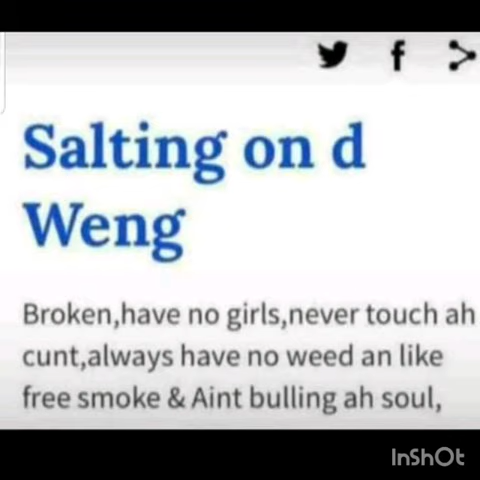 Salting on d
Weng
Broken,have no girls,never touch ah
cunt,always have no weed an like
free smoke & Aint bulling ah soul,
InShOt